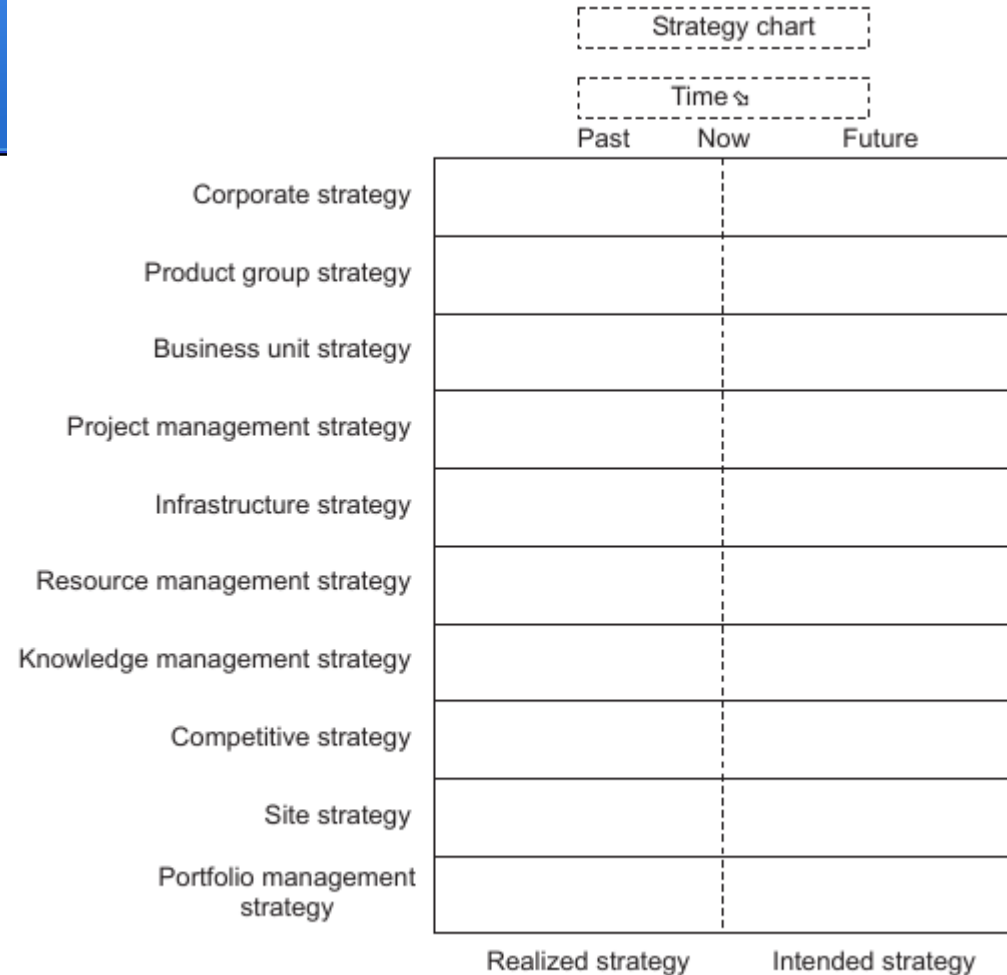 Strategy chart
Time ⇘
Past Now Future
Corporate strategy
Product group strategy
Business unit strategy
Project management strategy
Infrastructure strategy
Resource management strategy
Knowledge management strategy
Competitive strategy
Site strategy
Portfolio management
strategy
Realized strategy Intended strategy